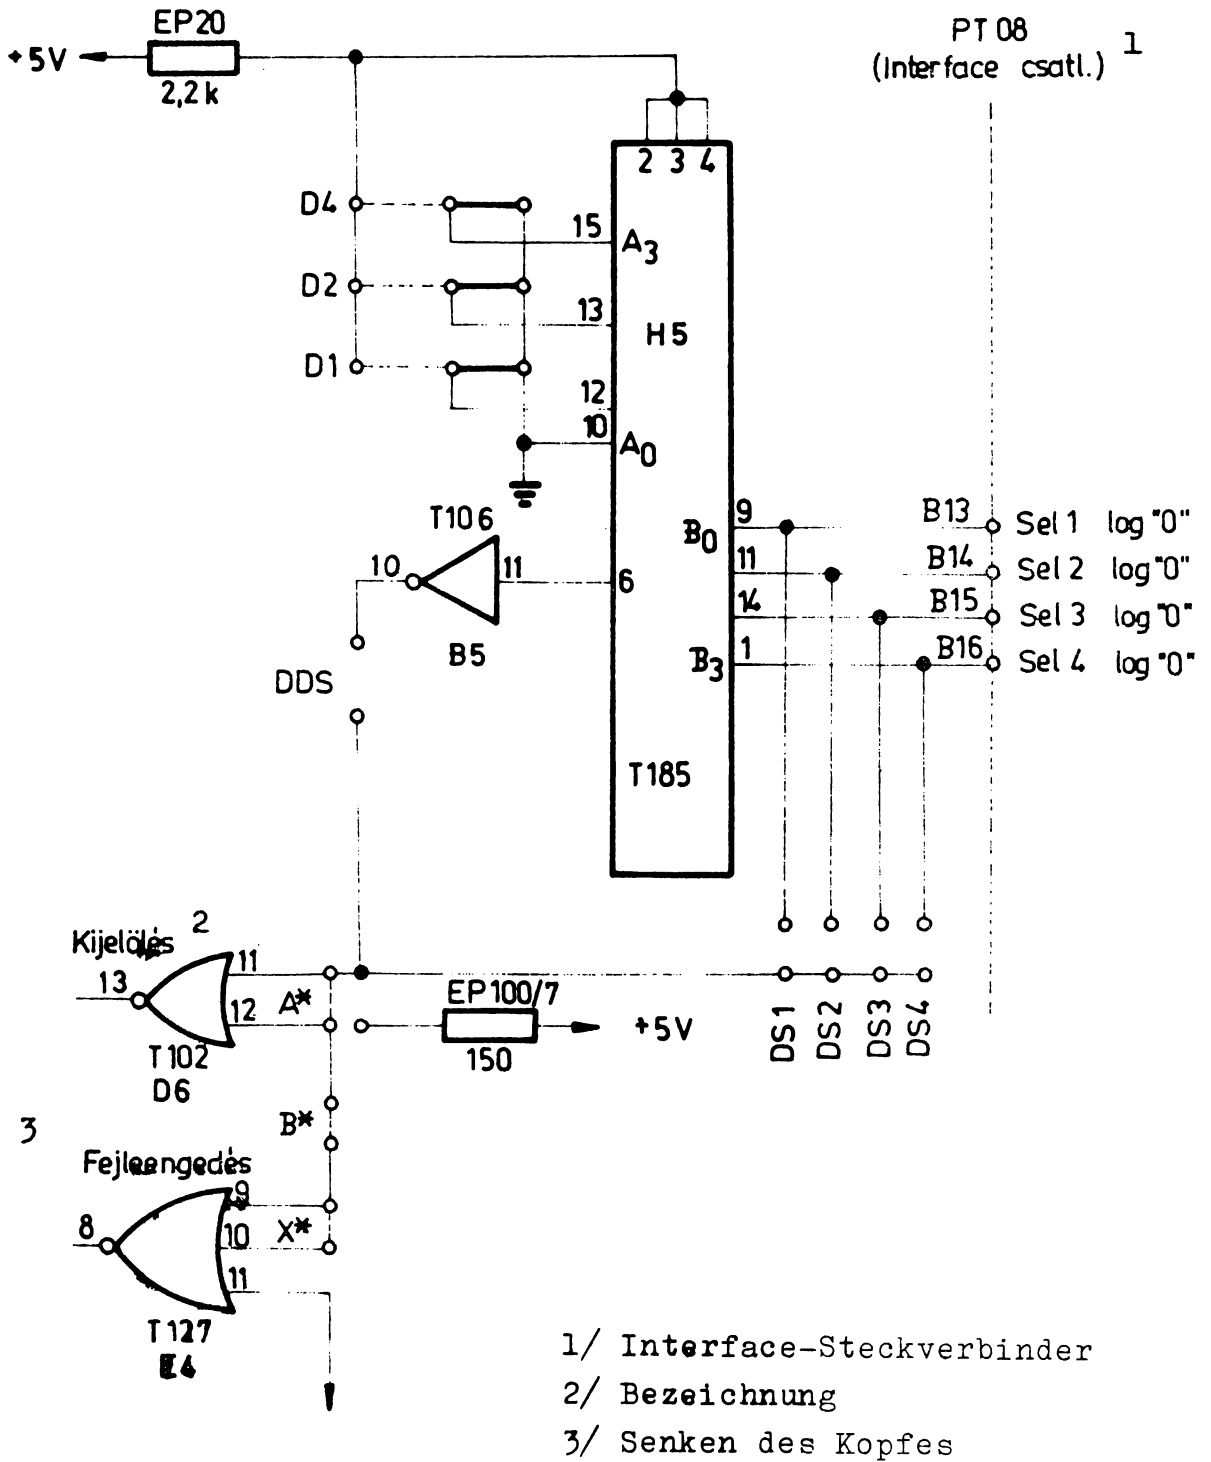 EP20
+5V
2,2k
PT 08
1
(Interface csatl.)
2 3 4
D4
15
A3
D2
13
H5
D1
12
10
A0
T106
10
11
6
B5
DDS
B0
9
B13
Sel 1 log "0"
11
B14
Sel 2 log "0"
14
B15
Sel 3 log "0"
B3
1
B16
Sel 4 log "0"
T185
2
Kijelölés
13
11
12
A*
T102
D6
EP100/7
150
+5V
DS1
DS2
DS3
DS4
B*
3
Fejleengedés
8
9
10
11
X*
T127
E4
1/ Interface-Steckverbinder
2/ Bezeichnung
3/ Senken des Kopfes